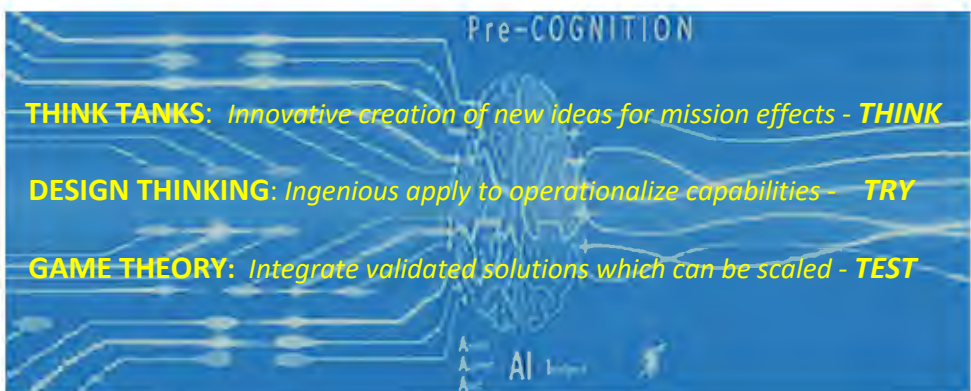 Pre-COGNITION
THINK TANKS: Innovative creation of new ideas for mission effects - THINK
DESIGN THINKING: Ingenious apply to operationalize capabilities - TRY
GAME THEORY: Integrate validated solutions which can be scaled - TEST
A
A AI
A